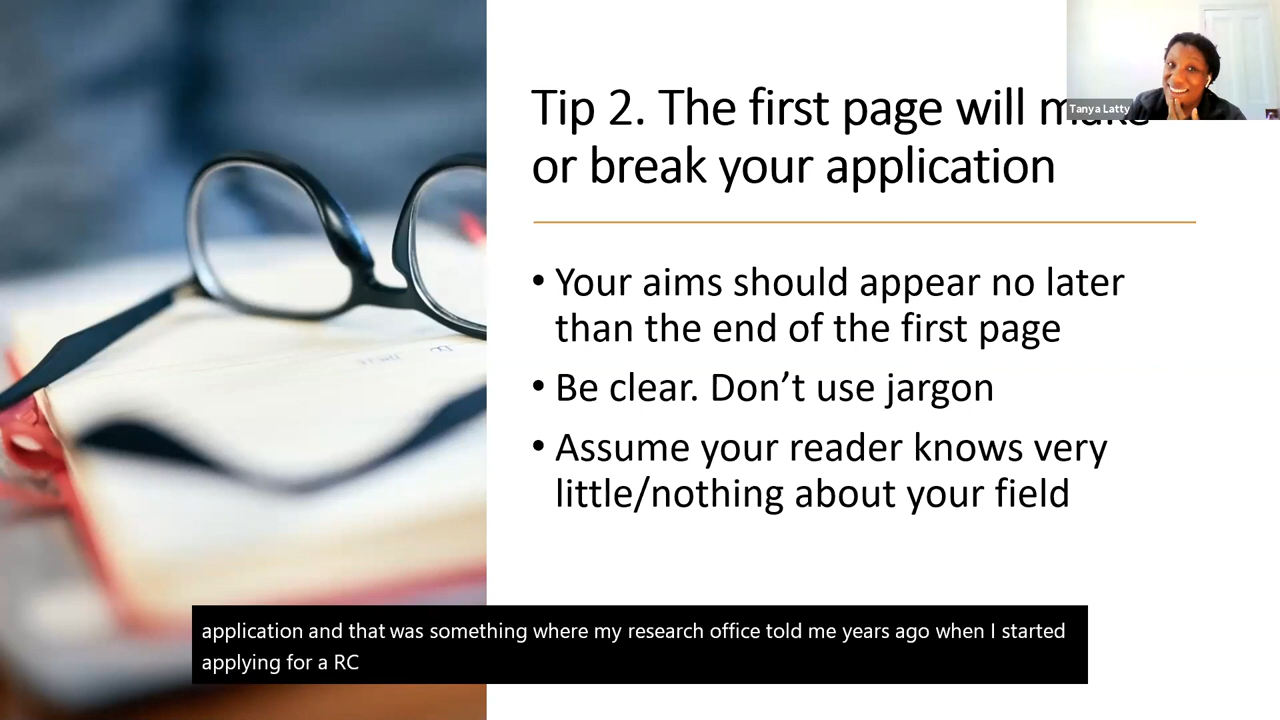 Tip 2. The first page will make
or break your application
Tanya Latty
• Your aims should appear no later
than the end of the first page
• Be clear. Don’t use jargon
• Assume your reader knows very
little/nothing about your field
application and that was something where my research office told me years ago when I started
applying for a RC